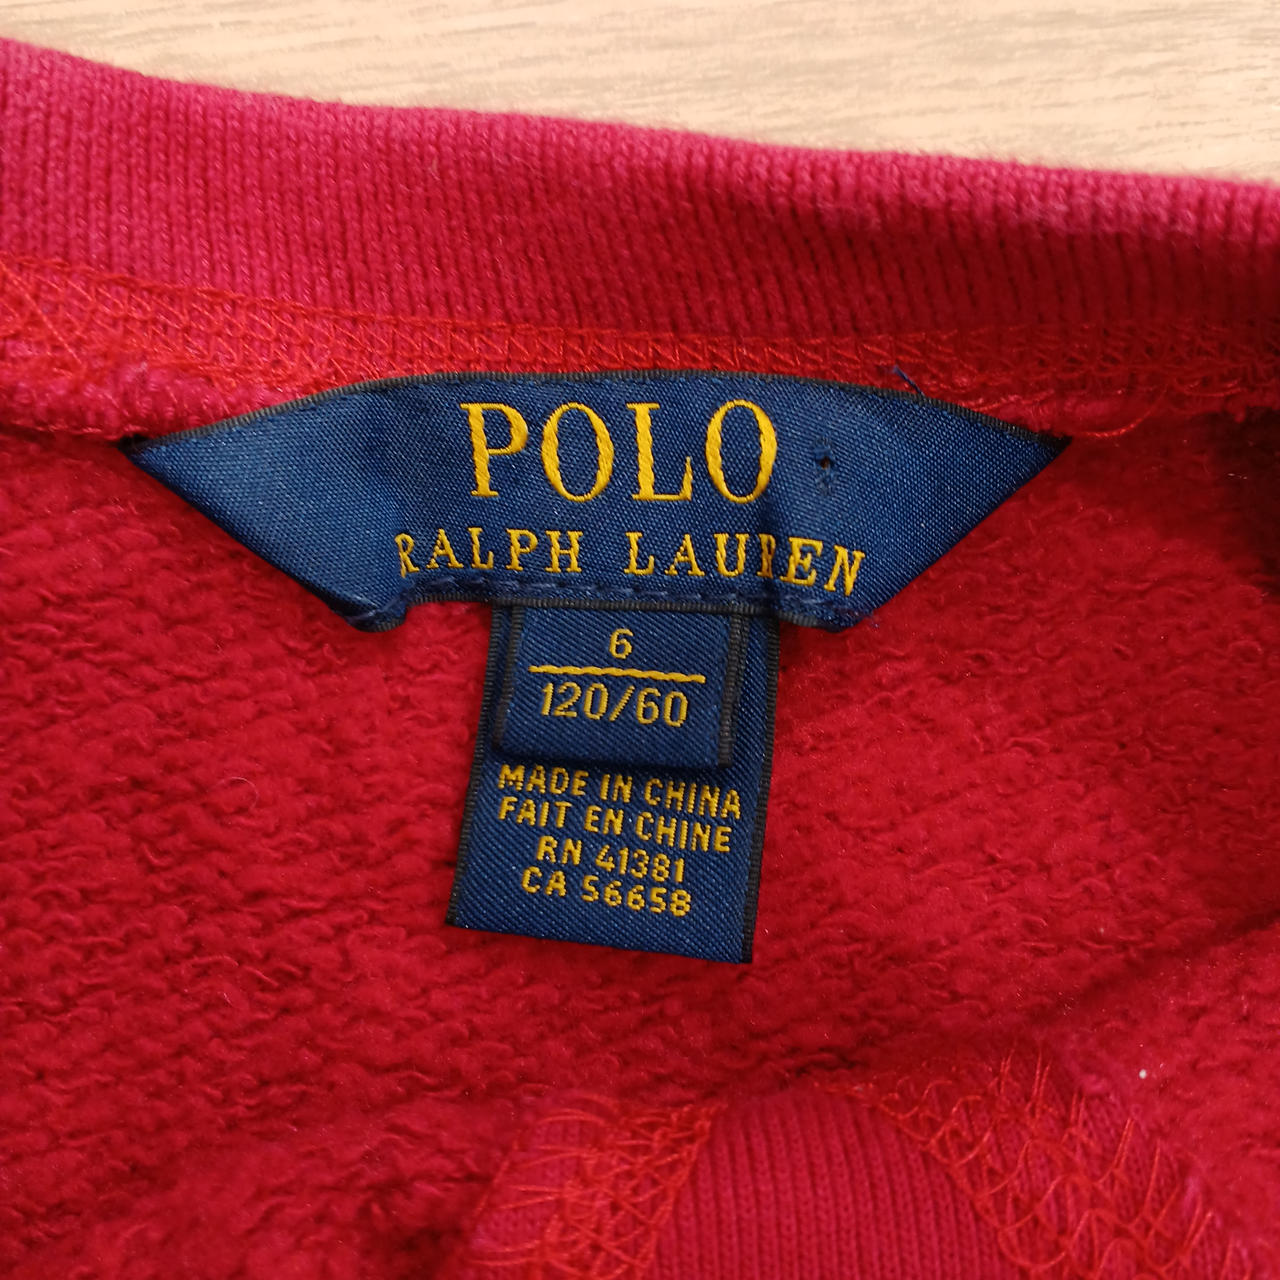 POLO
RALPH LAUREN
6
120/60
MADE IN CHINA
FAIT EN CHINE
RN 41381
CA 56658